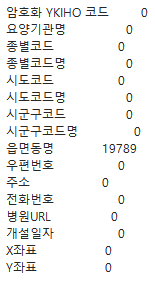 암호화 YKIHO 코드 0
요양기관명 0
종별코드 0
종별코드명 0
시도코드 0
시도코드명 0
시군구코드 0
시군구코드명 0
읍면동명 19789
우편번호 0
주소 0
전화번호 0
병원URL 0
개설일자 0
X좌표 0
Y좌표 0